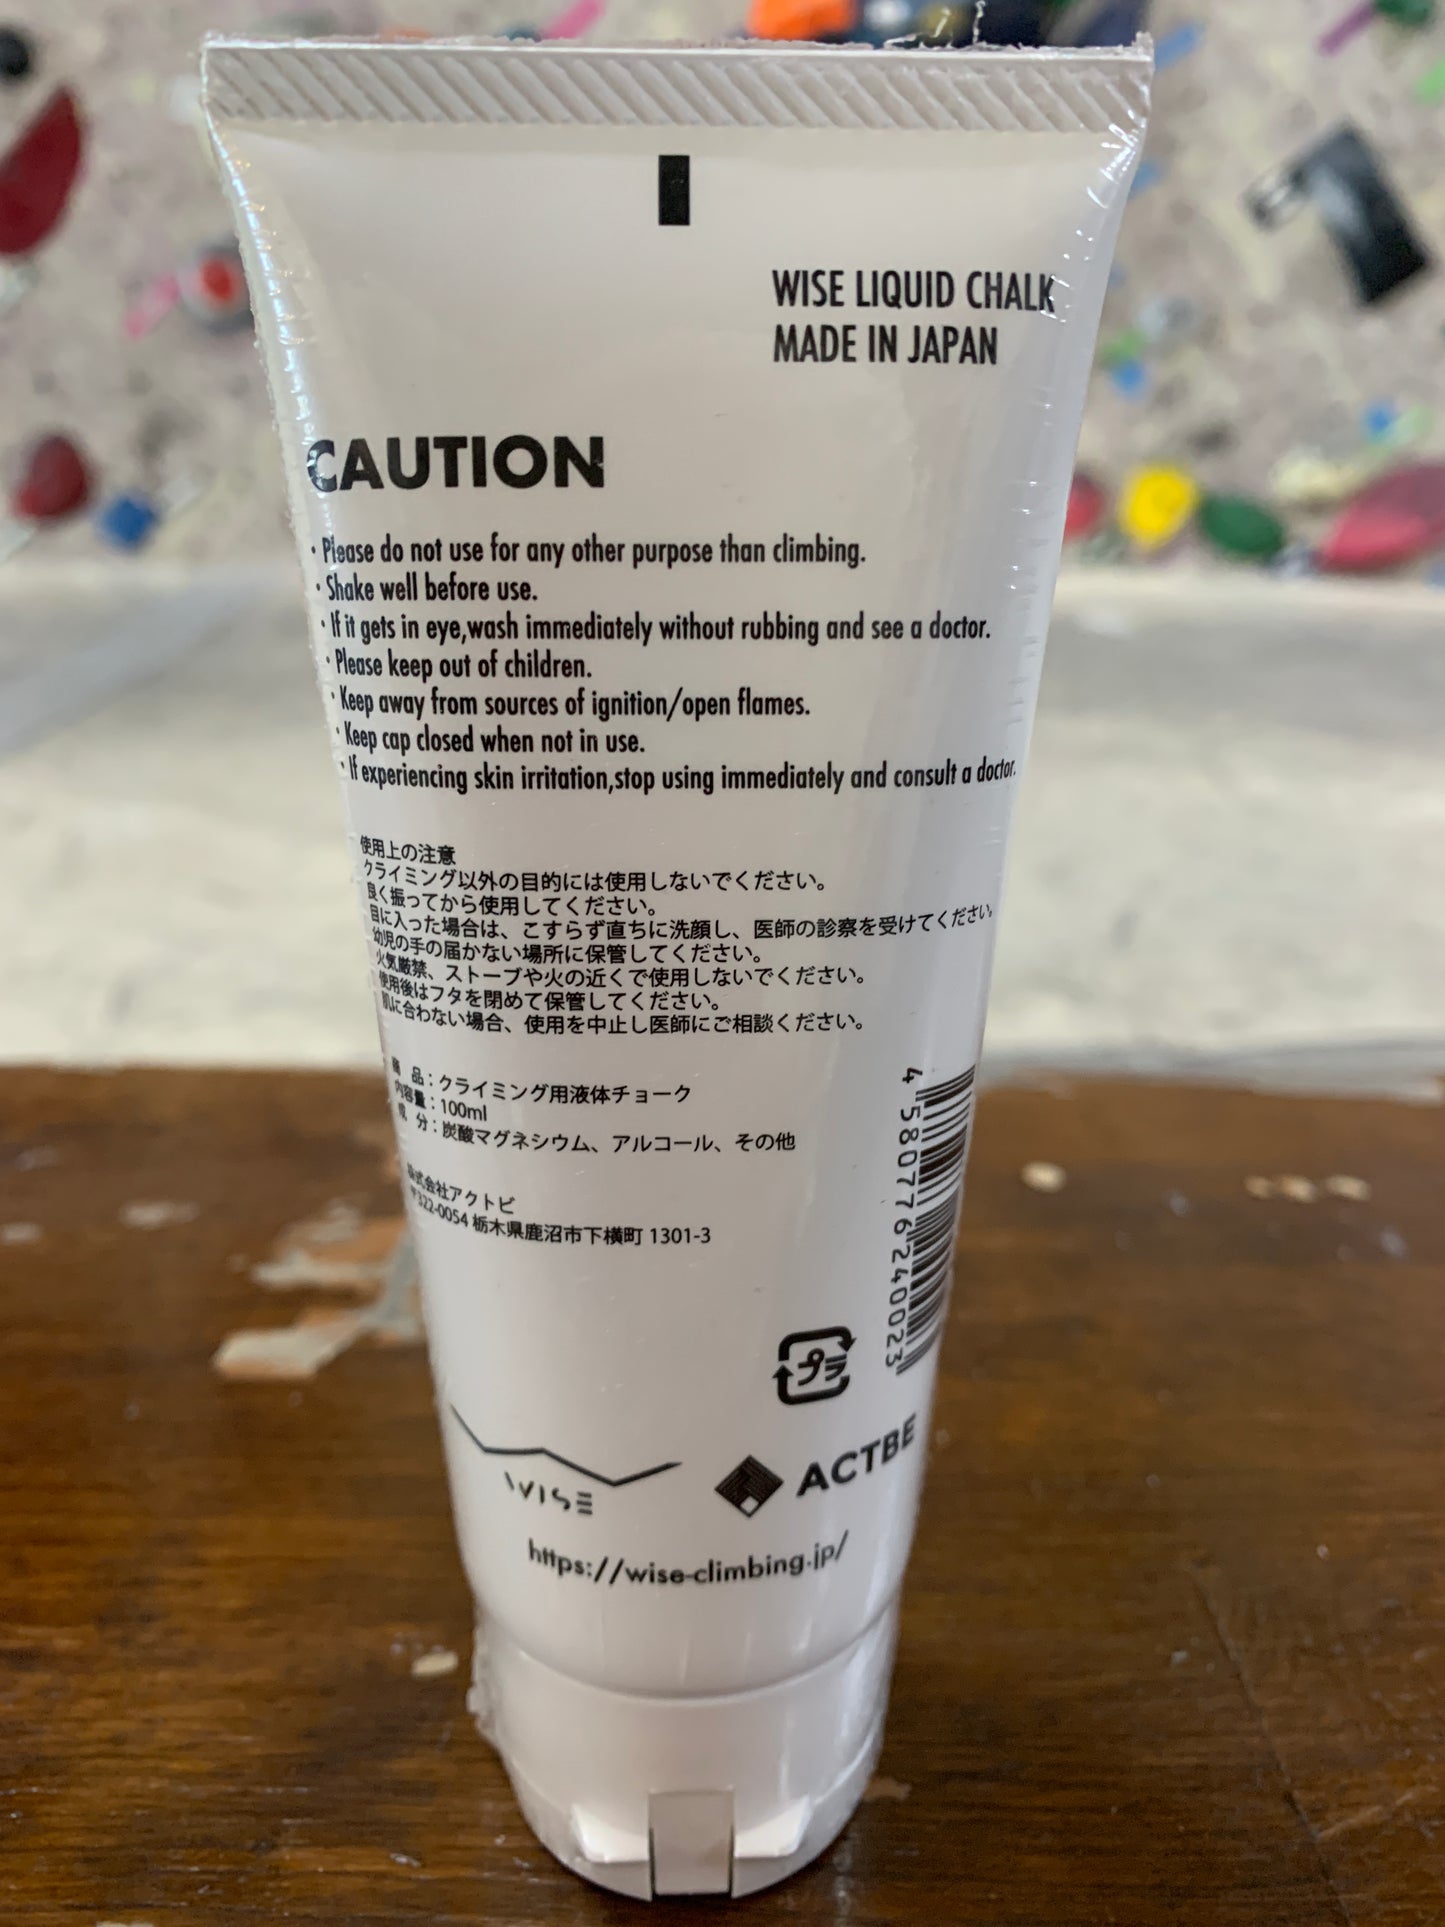 WISE LIQUID CHALK
MADE IN JAPAN
CAUTION
・Please do not use for any other purpose than climbing.
・Shake well before use.
・If it gets in eye,wash immediately without rubbing and see a doctor.
・Please keep out of children.
・Keep away from sources of ignition/open flames.
・Keep cap closed when not in use.
・If experiencing skin irritation,stop using immediately and consult a doctor.
使用上の注意
クライミング以外の目的には使用しないでください。
良く振ってから使用してください。
目に入った場合は、こすらず直ちに洗顔し、医師の診察を受けてください。
幼児の手の届かない場所に保管してください。
火気厳禁、ストーブや火の近くで使用しないでください。
使用後はフタを閉めて保管してください。
肌に合わない場合、使用を中止し医師にご相談ください。
商 品：クライミング用液体チョーク
内容量：100ml
成 分：炭酸マグネシウム、アルコール、その他
株式会社アクトビ
〒322-0054 栃木県鹿沼市下横町 1301-3
4 580776 240023
プラ
WISE
ACTBE
https://wise-climbing.jp/